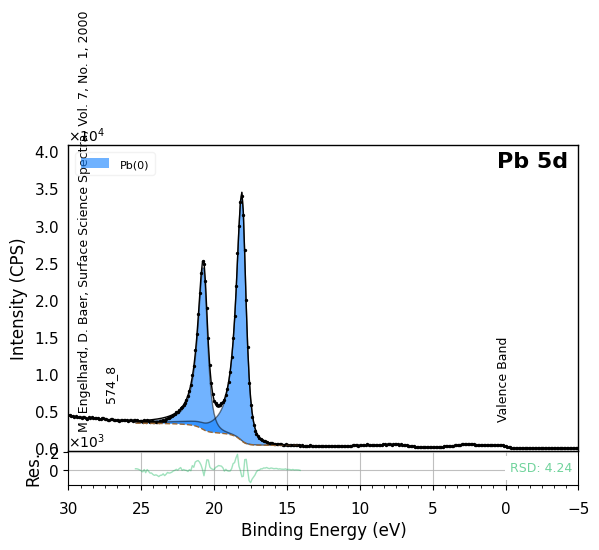 M. Engelhard, D. Baer, Surface Science Spectra, Vol. 7, No. 1, 2000
574_8
×10⁴
Pb(0)
Pb 5d
4.0
3.5
3.0
2.5
2.0
1.5
1.0
0.5
0.0
Intensity (CPS)
Valence Band
×10³
2
0
Res.
RSD: 4.24
30 25 20 15 10 5 0 −5
Binding Energy (eV)